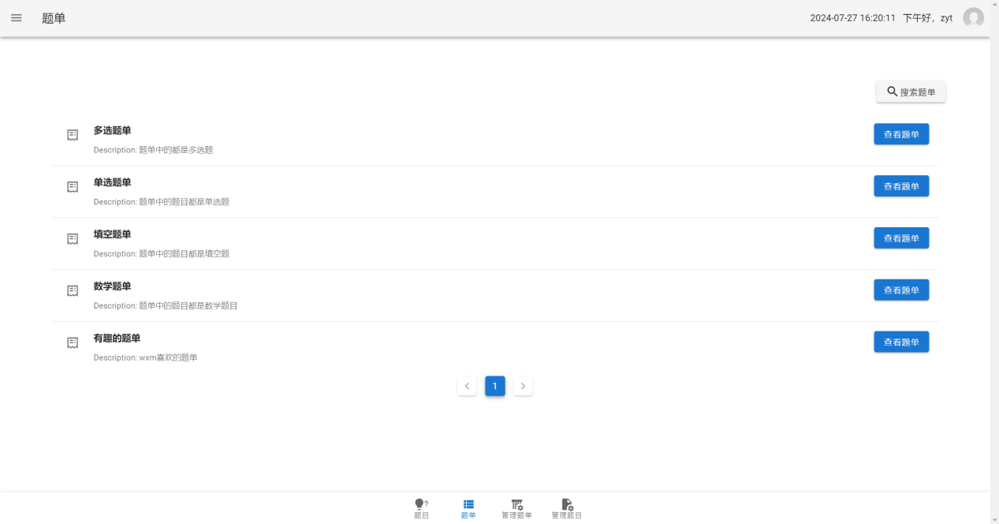 题单
2024-07-27 16:20:11 下午好，zyt
搜索题单
多选题单
查看题单
Description: 题单中的都是多选题
单选题单
查看题单
Description: 题单中的题目都是单选题
填空题单
查看题单
Description: 题单中的题目都是填空题
数学题单
查看题单
Description: 题单中的题目都是数学题目
有趣的题单
查看题单
Description: wxm喜欢的题单
1
题目
题单
管理题单
管理题目